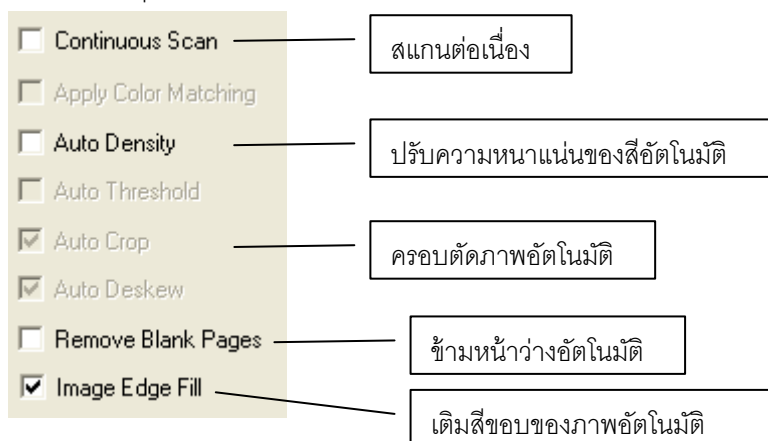 Continuous Scan
สแกนต่อเนื่อง
Apply Color Matching
Auto Density
ปรับความหนาแน่นของสีอัตโนมัติ
Auto Threshold
Auto Crop
ครอบตัดภาพอัตโนมัติ
Auto Deskew
Remove Blank Pages
ข้ามหน้าว่างอัตโนมัติ
Image Edge Fill
เติมสีขอบของภาพอัตโนมัติ